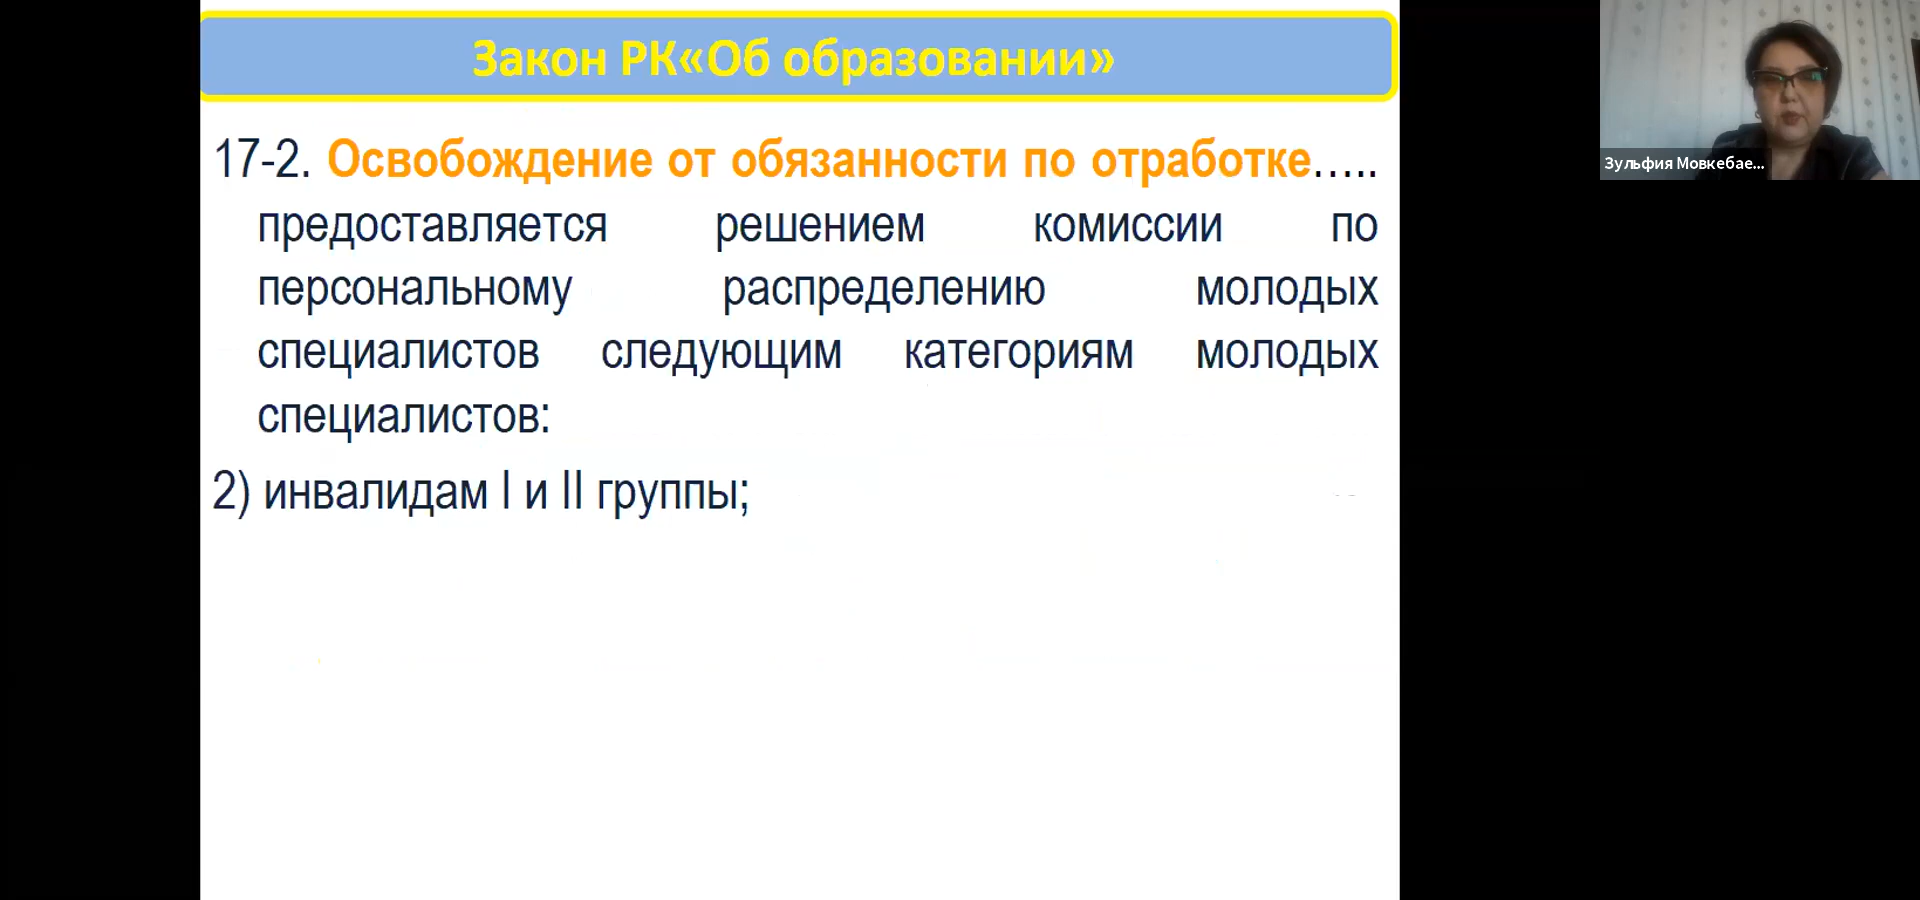 Закон РК«Об образовании»
17-2. Освобождение от обязанности по отработке.....
предоставляется решением комиссии по
персональному распределению молодых
специалистов следующим категориям молодых
специалистов:
2) инвалидам I и II группы;
Зульфия Мовкебае...